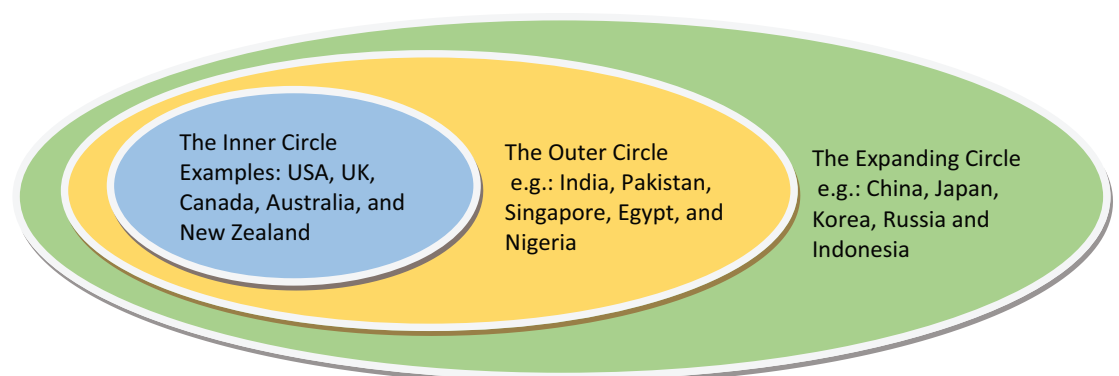 The Inner Circle
Examples: USA, UK,
Canada, Australia, and
New Zealand
The Outer Circle
e.g.: India, Pakistan,
Singapore, Egypt, and
Nigeria
The Expanding Circle
e.g.: China, Japan,
Korea, Russia and
Indonesia